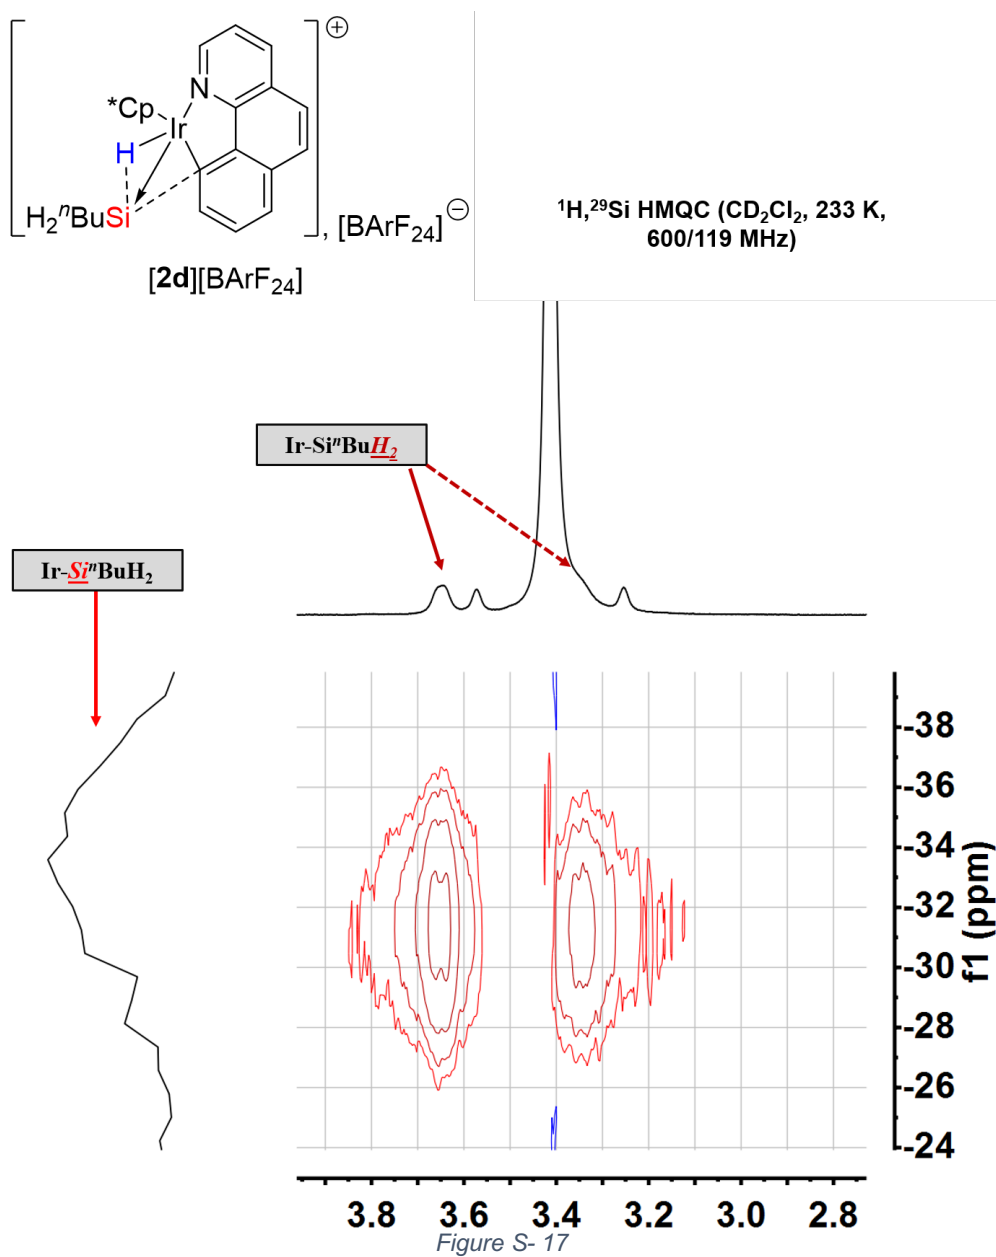 N
*Cp
Ir
H
H₂ⁿBuSi
⊕
, [BArF₂₄]⊖
[2d][BArF₂₄]
¹H,²⁹Si HMQC (CD₂Cl₂, 233 K,
600/119 MHz)
Ir-SiⁿBuH₂
Ir-SiⁿBuH₂
-38
-36
-34
-32
-30
-28
-26
-24
f1 (ppm)
3.8 3.6 3.4 3.2 3.0 2.8
Figure S- 17